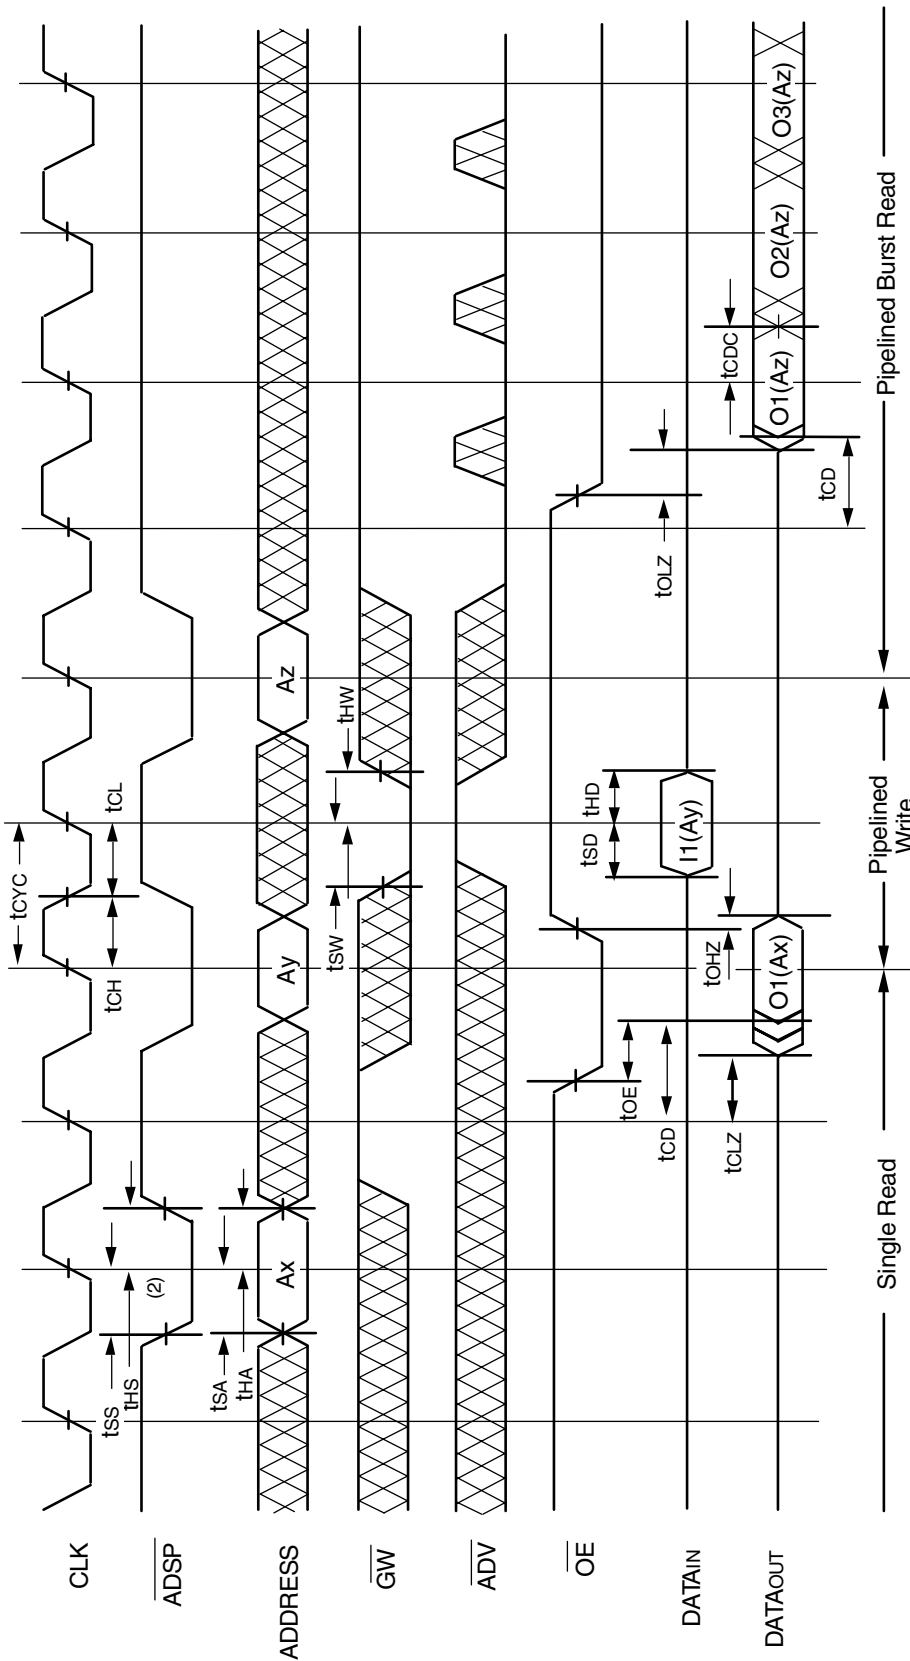 CLK
tCYC
tCH
tCL
ADSP
tSS
tHS
(2)
ADDRESS
tSA
tHA
Ax
Ay
Az
GW
tSW
tHW
ADV
OE
tOE
tOHZ
tOLZ
DATAIN
tSD
tHD
I1(Ay)
tCD
tCLZ
tCDC
tCD
DATAOUT
O1(Ax)
O1(Az)
O2(Az)
O3(Az)
Single Read
Pipelined
Write
Pipelined Burst Read